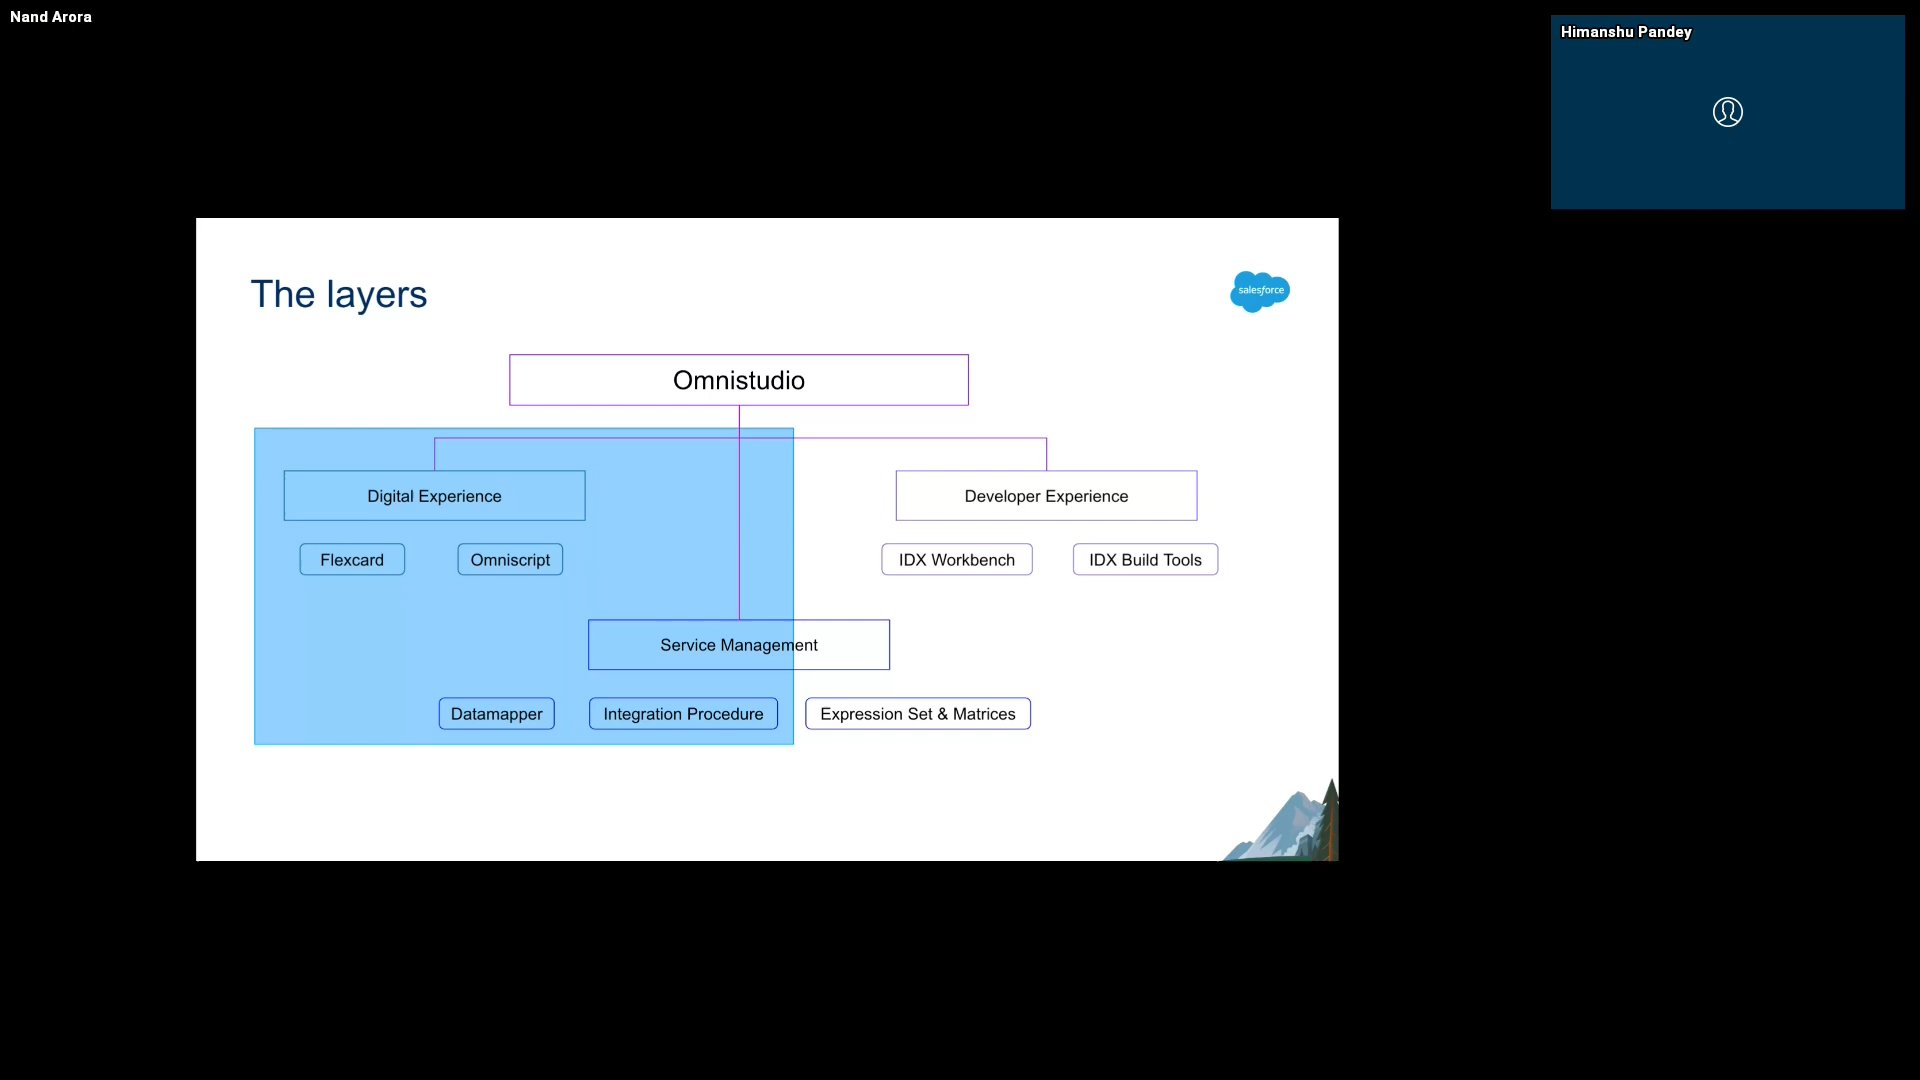 Nand Arora
Himanshu Pandey
The layers
salesforce
Omnistudio
Digital Experience
Developer Experience
Flexcard
Omniscript
IDX Workbench
IDX Build Tools
Service Management
Datamapper
Integration Procedure
Expression Set & Matrices